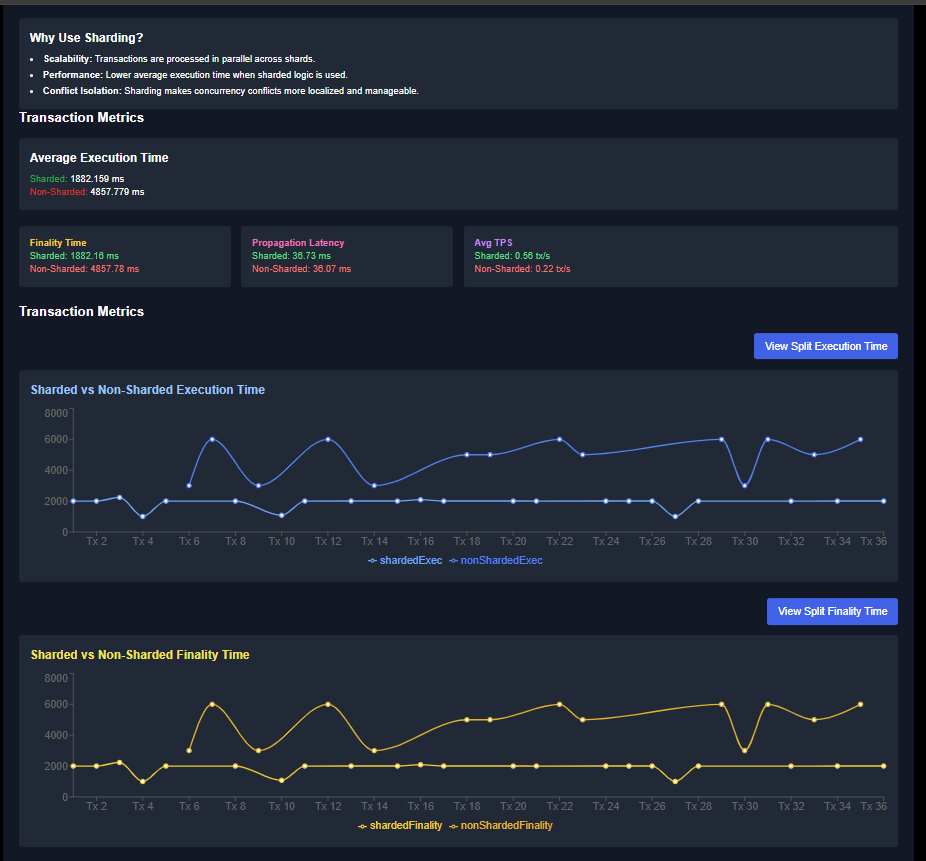 Why Use Sharding?
• Scalability: Transactions are processed in parallel across shards.
• Performance: Lower average execution time when sharded logic is used.
• Conflict Isolation: Sharding makes concurrency conflicts more localized and manageable.
Transaction Metrics
Average Execution Time
Sharded: 1882.159 ms
Non-Sharded: 4857.779 ms
Finality Time
Sharded: 1882.16 ms
Non-Sharded: 4857.78 ms
Propagation Latency
Sharded: 36.73 ms
Non-Sharded: 36.07 ms
Avg TPS
Sharded: 0.56 tx/s
Non-Sharded: 0.22 tx/s
Transaction Metrics
View Split Execution Time
Sharded vs Non-Sharded Execution Time
8000
6000
4000
2000
0
Tx 2 Tx 4 Tx 6 Tx 8 Tx 10 Tx 12 Tx 14 Tx 16 Tx 18 Tx 20 Tx 22 Tx 24 Tx 26 Tx 28 Tx 30 Tx 32 Tx 34 Tx 36
shardedExec nonShardedExec
View Split Finality Time
Sharded vs Non-Sharded Finality Time
8000
6000
4000
2000
0
Tx 2 Tx 4 Tx 6 Tx 8 Tx 10 Tx 12 Tx 14 Tx 16 Tx 18 Tx 20 Tx 22 Tx 24 Tx 26 Tx 28 Tx 30 Tx 32 Tx 34 Tx 36
shardedFinality nonShardedFinality